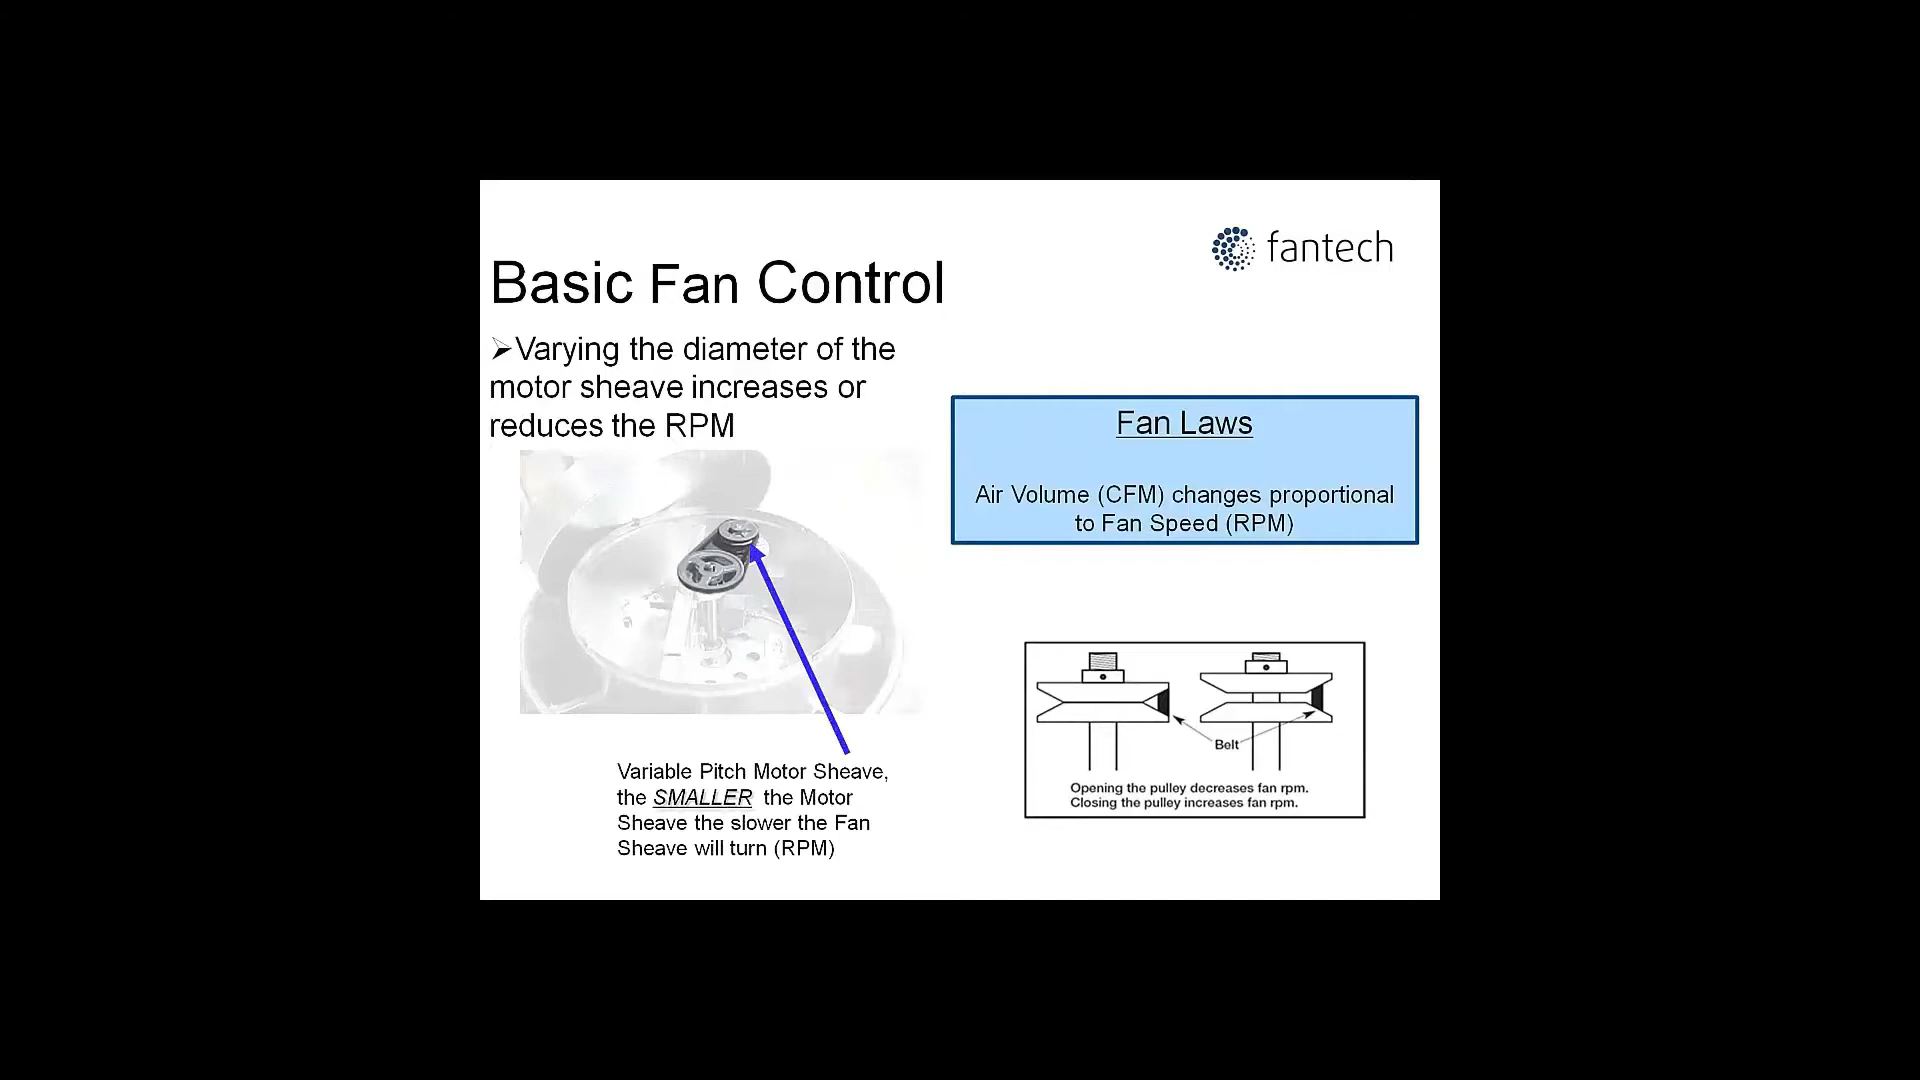 fantech
Basic Fan Control
➢Varying the diameter of the
motor sheave increases or
reduces the RPM
Fan Laws
Air Volume (CFM) changes proportional
to Fan Speed (RPM)
Belt
Opening the pulley decreases fan rpm.
Closing the pulley increases fan rpm.
Variable Pitch Motor Sheave,
the SMALLER the Motor
Sheave the slower the Fan
Sheave will turn (RPM)